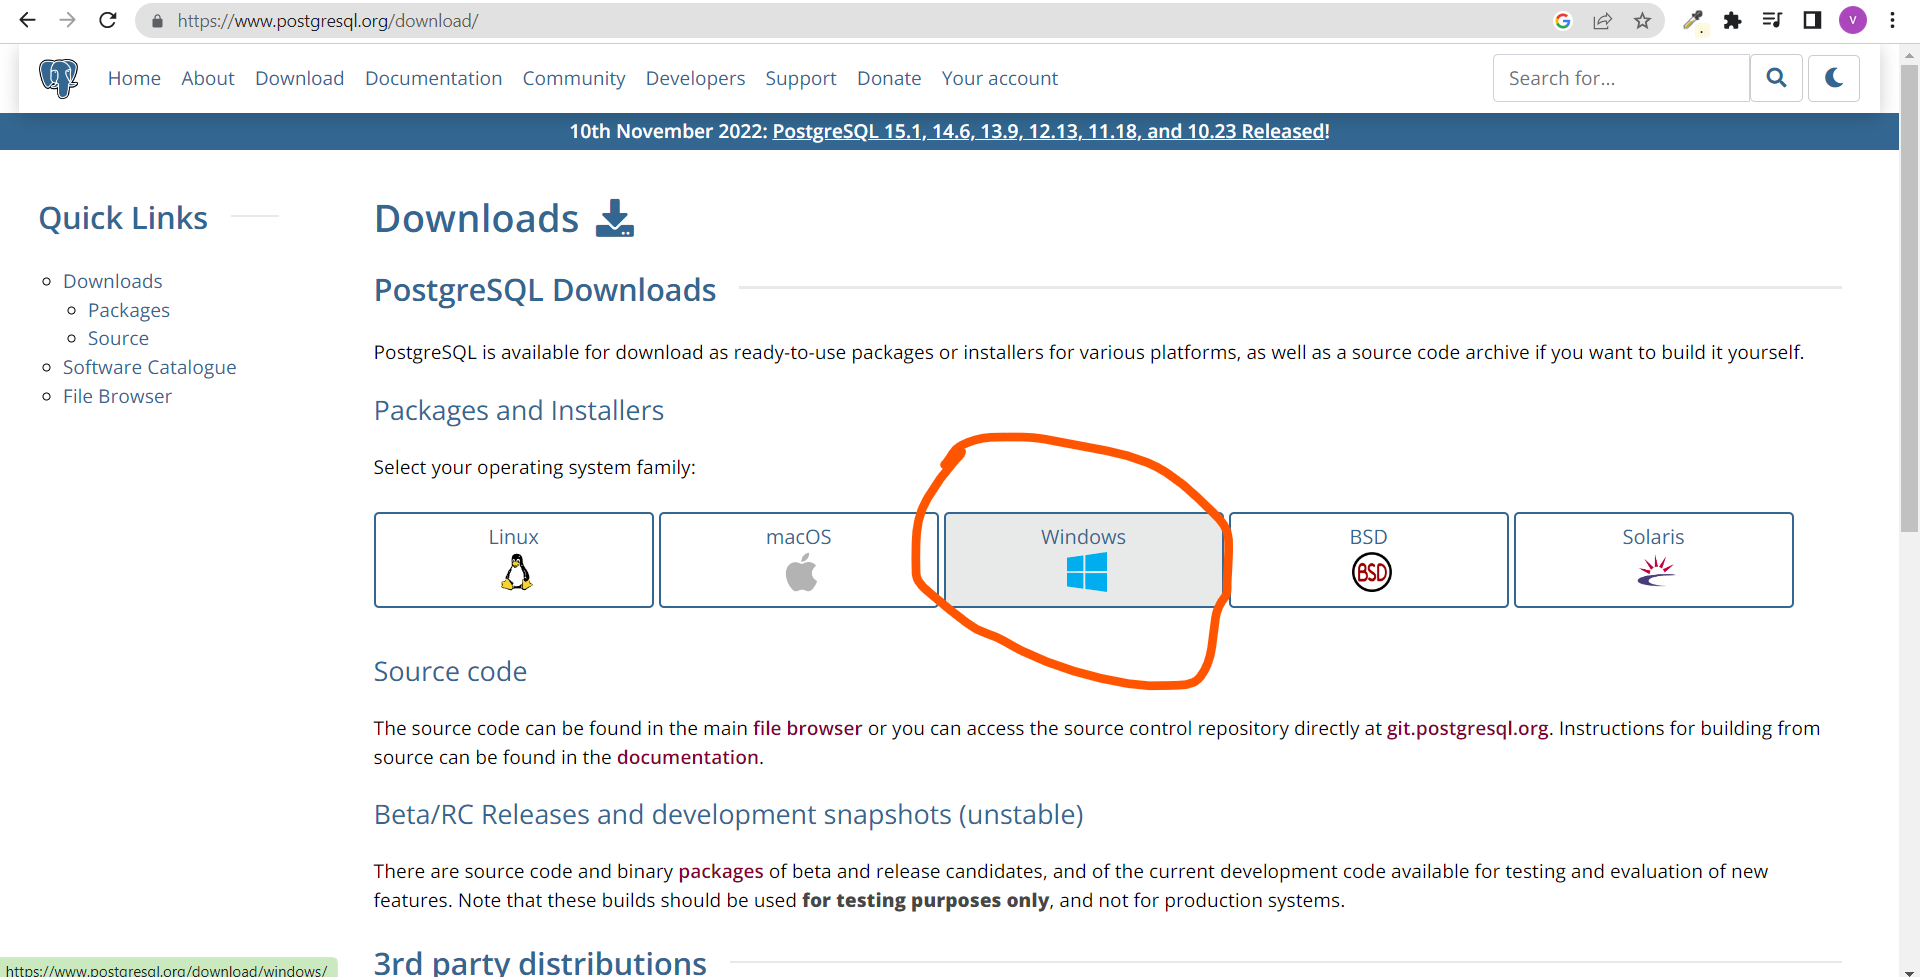 https://www.postgresql.org/download/
V
Home About Download Documentation Community Developers Support Donate Your account
Search for...
10th November 2022: PostgreSQL 15.1, 14.6, 13.9, 12.13, 11.18, and 10.23 Released!
Quick Links
Downloads
Packages
Source
Software Catalogue
File Browser
Downloads
PostgreSQL Downloads
PostgreSQL is available for download as ready-to-use packages or installers for various platforms, as well as a source code archive if you want to build it yourself.
Packages and Installers
Select your operating system family:
Linux macOS Windows BSD Solaris
BSD
Source code
The source code can be found in the main file browser or you can access the source control repository directly at git.postgresql.org. Instructions for building from
source can be found in the documentation.
Beta/RC Releases and development snapshots (unstable)
There are source code and binary packages of beta and release candidates, and of the current development code available for testing and evaluation of new
features. Note that these builds should be used for testing purposes only, and not for production systems.
3rd party distributions
https://www.postgresql.org/download/windows/